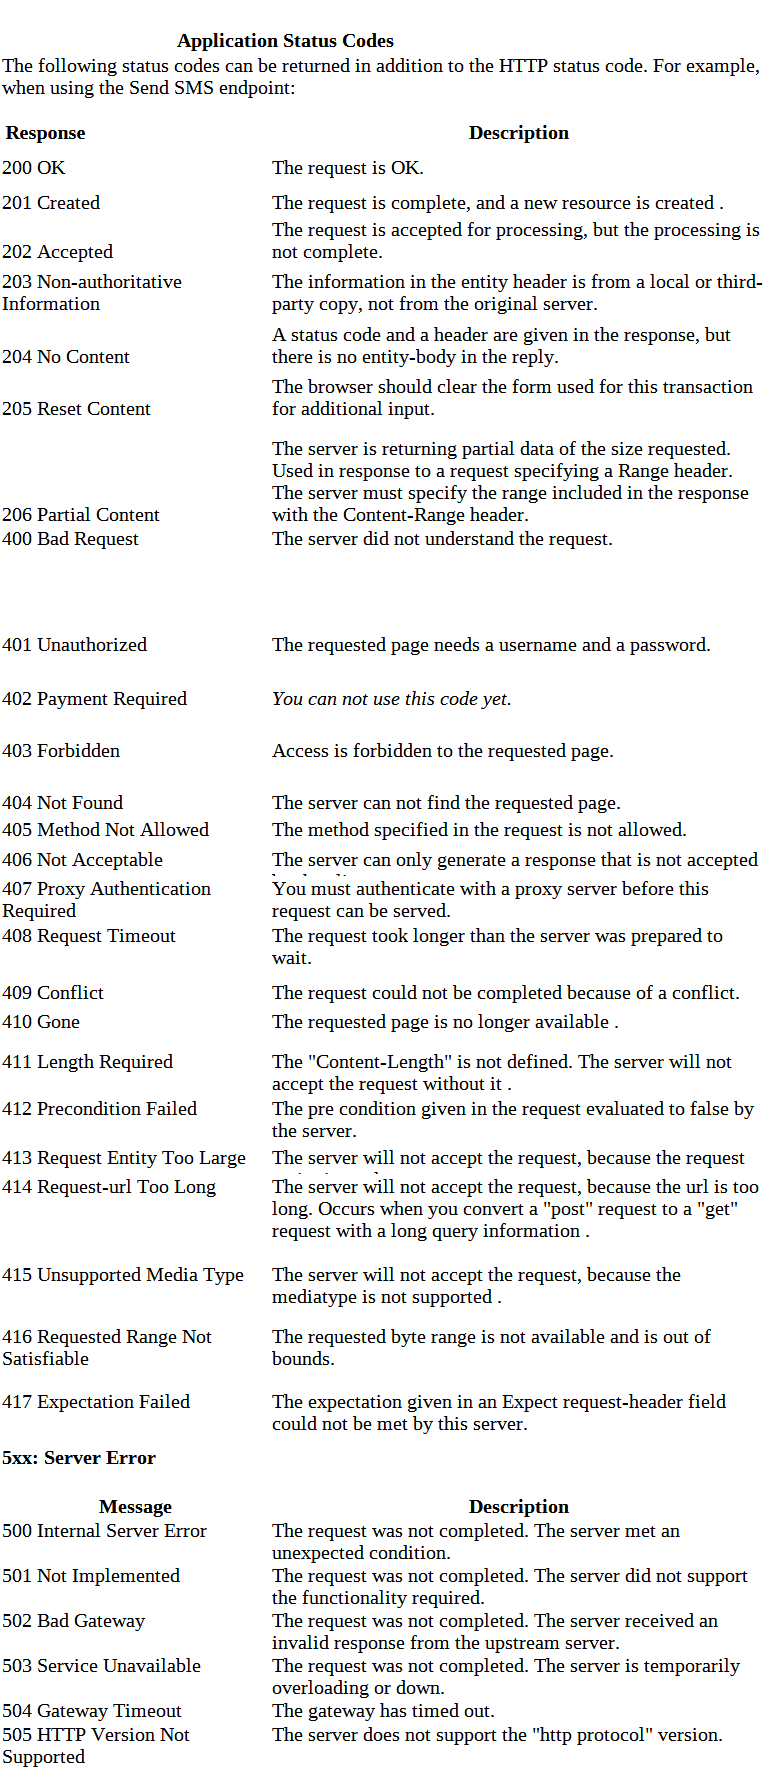 Application Status Codes
The following status codes can be returned in addition to the HTTP status code. For example,
when using the Send SMS endpoint:
Response Description
200 OK The request is OK.
201 Created The request is complete, and a new resource is created .
The request is accepted for processing, but the processing is
202 Accepted not complete.
203 Non-authoritative The information in the entity header is from a local or third-
Information party copy, not from the original server.
A status code and a header are given in the response, but
204 No Content there is no entity-body in the reply.
The browser should clear the form used for this transaction
205 Reset Content for additional input.
The server is returning partial data of the size requested.
Used in response to a request specifying a Range header.
The server must specify the range included in the response
206 Partial Content with the Content-Range header.
400 Bad Request The server did not understand the request.
401 Unauthorized The requested page needs a username and a password.
402 Payment Required You can not use this code yet.
403 Forbidden Access is forbidden to the requested page.
404 Not Found The server can not find the requested page.
405 Method Not Allowed The method specified in the request is not allowed.
406 Not Acceptable The server can only generate a response that is not accepted
407 Proxy Authentication You must authenticate with a proxy server before this
Required request can be served.
408 Request Timeout The request took longer than the server was prepared to
wait.
409 Conflict The request could not be completed because of a conflict.
410 Gone The requested page is no longer available .
411 Length Required The "Content-Length" is not defined. The server will not
accept the request without it .
412 Precondition Failed The pre condition given in the request evaluated to false by
the server.
413 Request Entity Too Large The server will not accept the request, because the request
414 Request-url Too Long The server will not accept the request, because the url is too
long. Occurs when you convert a "post" request to a "get"
request with a long query information .
415 Unsupported Media Type The server will not accept the request, because the
mediatype is not supported .
416 Requested Range Not The requested byte range is not available and is out of
Satisfiable bounds.
417 Expectation Failed The expectation given in an Expect request-header field
could not be met by this server.
5xx: Server Error
Message Description
500 Internal Server Error The request was not completed. The server met an
unexpected condition.
501 Not Implemented The request was not completed. The server did not support
the functionality required.
502 Bad Gateway The request was not completed. The server received an
invalid response from the upstream server.
503 Service Unavailable The request was not completed. The server is temporarily
overloading or down.
504 Gateway Timeout The gateway has timed out.
505 HTTP Version Not The server does not support the "http protocol" version.
Supported